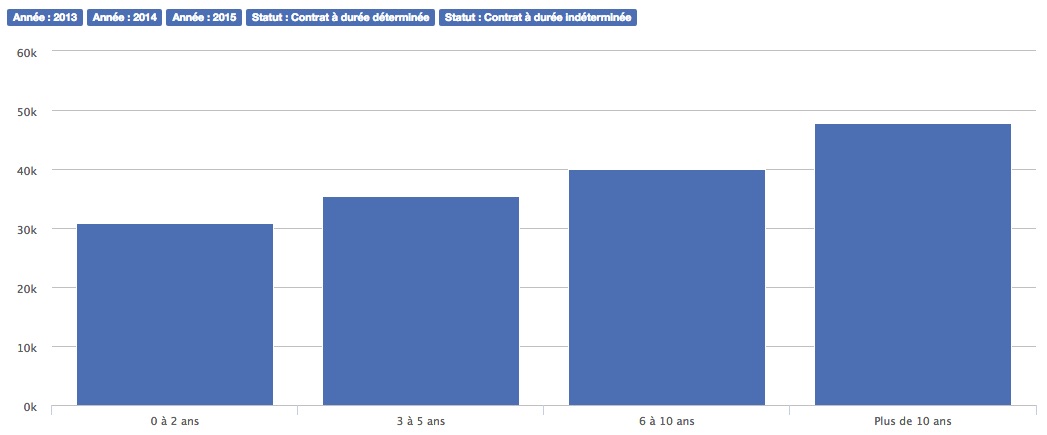 Année : 2013 Année : 2014 Année : 2015 Statut : Contrat à durée déterminée Statut : Contrat à durée indéterminée
60k
50k
40k
30k
20k
10k
0k
0 à 2 ans 3 à 5 ans 6 à 10 ans Plus de 10 ans